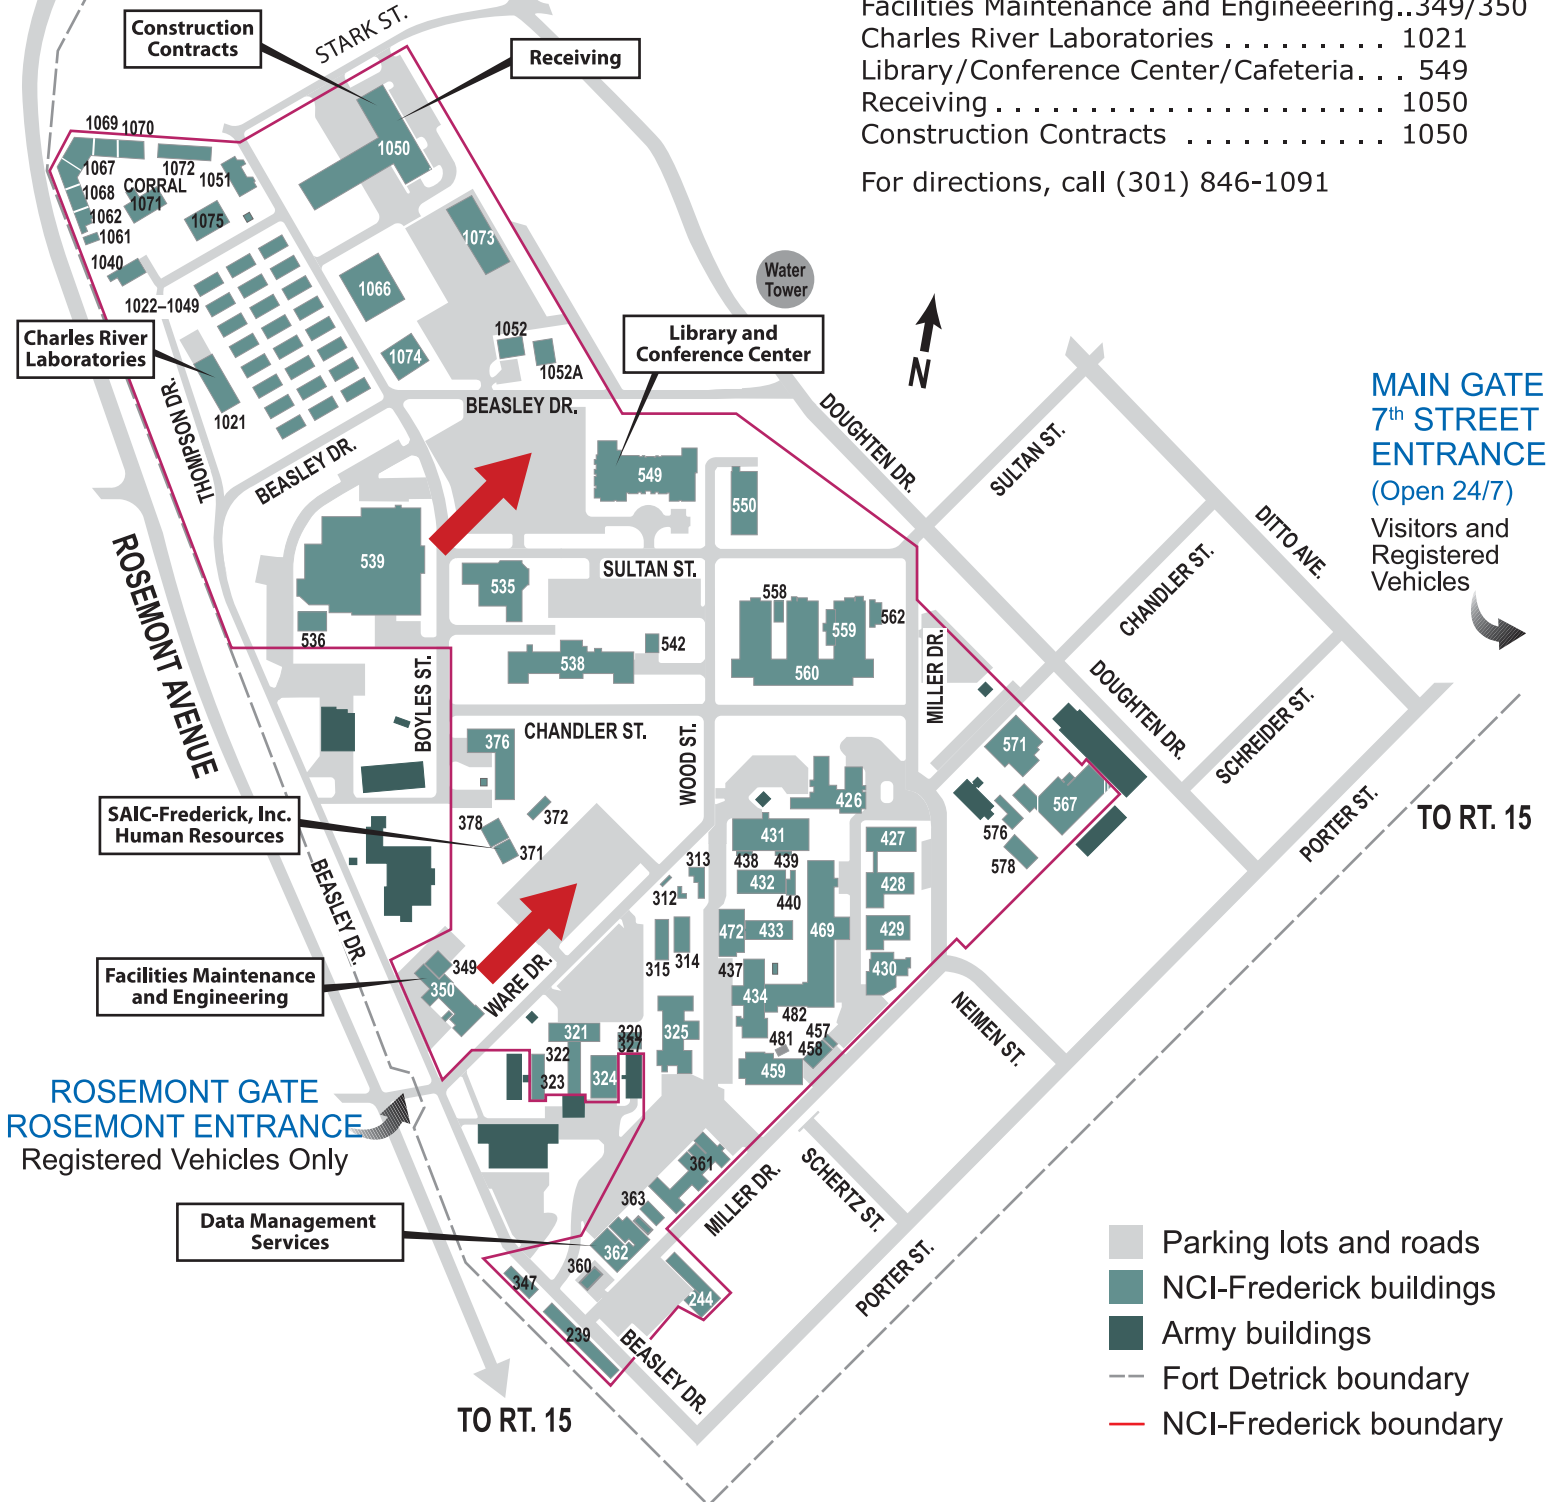 Facilities Maintenance and Engineeering..349/350
Charles River Laboratories . . . . . . . . . . 1021
Library/Conference Center/Cafeteria. . . 549
Receiving . . . . . . . . . . . . . . . . . . . . . . 1050
Construction Contracts . . . . . . . . . . . 1050
For directions, call (301) 846-1091
Construction
Contracts
STARK ST.
Receiving
1069
1070
1050
1067
1072
1051
1068
CORRAL
1071
1062
1075
1061
1073
1040
Water
Tower
1022–1049
1066
Charles River
Laboratories
1074
1052
1052A
Library and
Conference Center
N
THOMPSON DR.
1021
BEASLEY DR.
BEASLEY DR.
DOUGHTEN DR.
SULTAN ST.
MAIN GATE
7th STREET
ENTRANCE
(Open 24/7)
Visitors and
Registered
Vehicles
549
550
DITTO AVE.
ROSEMONT AVENUE
539
535
SULTAN ST.
CHANDLER ST.
536
558
559
562
542
538
560
MILLER DR.
BOYLES ST.
DOUGHTEN DR.
SCHREIDER ST.
376
CHANDLER ST.
WOOD ST.
571
567
SAIC-Frederick, Inc.
Human Resources
378
372
371
426
431
427
576
578
PORTER ST.
TO RT. 15
BEASLEY DR.
313
438
439
312
432
440
428
472
433
469
429
315
314
437
430
Facilities Maintenance
and Engineering
349
350
WARE DR.
434
482
NEIMEN ST.
321
320
327
325
481
457
458
322
323
324
459
ROSEMONT GATE
ROSEMONT ENTRANCE
Registered Vehicles Only
361
363
MILLER DR.
SCHERTZ ST.
Data Management
Services
362
360
347
244
239
BEASLEY DR.
PORTER ST.
TO RT. 15
Parking lots and roads
NCI-Frederick buildings
Army buildings
Fort Detrick boundary
NCI-Frederick boundary